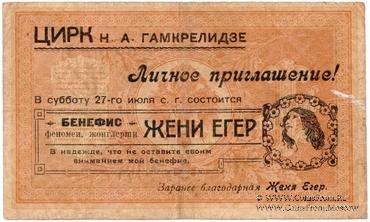 ЦИРК Н. А. ГАМКРЕЛИДЗЕ
Личное приглашение!
В субботу 27-го июля с. г. состоится
БЕНЕФИС
феномен. жонглерши
ЖЕНИ ЕГЕР
В надежде, что не оставите своим
вниманием мой бенефис.
Заранее благодарная Женя Егер.